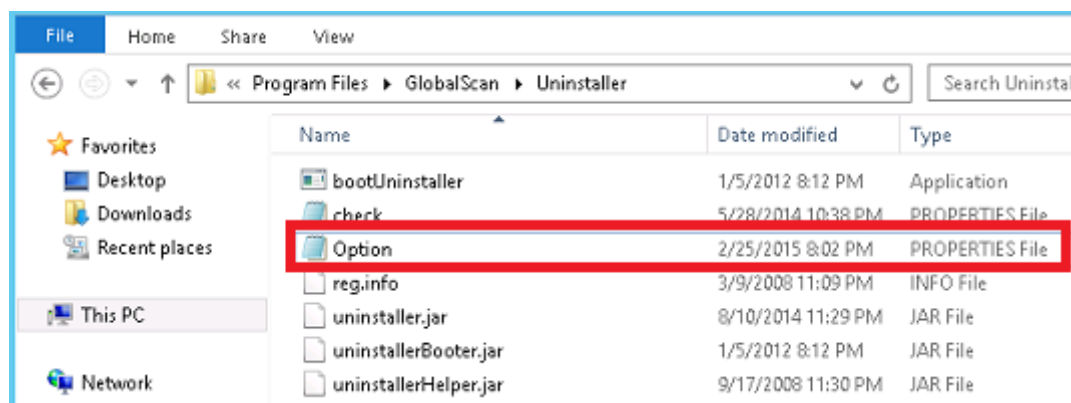 File Home Share View
« Program Files GlobalScan Uninstaller Search Uninstal
Favorites
Desktop
Downloads
Recent places
This PC
Network
Name Date modified Type
bootUninstaller 1/5/2012 8:12 PM Application
check 5/28/2014 10:38 PM PROPERTIES File
Option 2/25/2015 8:02 PM PROPERTIES File
reg.info 3/9/2008 11:09 PM INFO File
uninstaller.jar 8/10/2014 11:29 PM JAR File
uninstallerBooter.jar 1/5/2012 8:12 PM JAR File
uninstallerHelper.jar 9/17/2008 11:30 PM JAR File